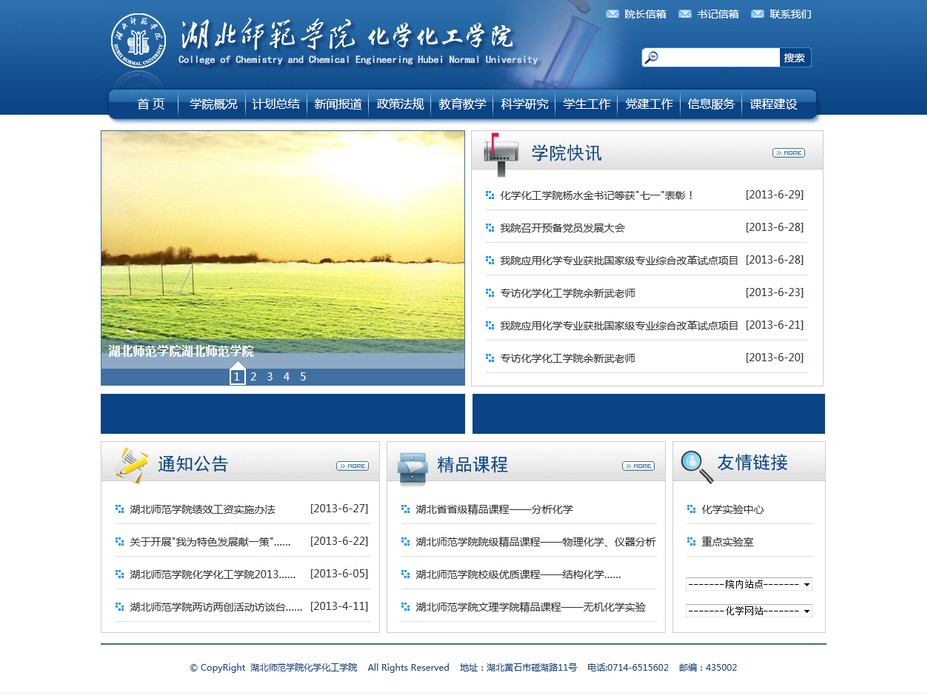 院长信箱 书记信箱 联系我们
湖北师范学院 化学化工学院
College of Chemistry and Chemical Engineering Hubei Normal University
搜索
首 页 学院概况 计划总结 新闻报道 政策法规 教育教学 科学研究 学生工作 党建工作 信息服务 课程建设
学院快讯
MORE
化学化工学院杨水金书记等获"七一"表彰！ [2013-6-29]
我院召开预备党员发展大会 [2013-6-28]
我院应用化学专业获批国家级专业综合改革试点项目 [2013-6-28]
专访化学化工学院余新武老师 [2013-6-23]
我院应用化学专业获批国家级专业综合改革试点项目 [2013-6-21]
专访化学化工学院余新武老师 [2013-6-20]
湖北师范学院湖北师范学院
1 2 3 4 5
通知公告
MORE
湖北师范学院绩效工资实施办法 [2013-6-27]
关于开展"我为特色发展献一策"...... [2013-6-22]
湖北师范学院化学化工学院2013...... [2013-6-05]
湖北师范学院两访两创活动访谈台...... [2013-4-11]
精品课程
MORE
湖北省省级精品课程——分析化学
湖北师范学院院级精品课程——物理化学、仪器分析
湖北师范学院校级优质课程——结构化学......
湖北师范学院文理学院精品课程——无机化学实验
友情链接
化学实验中心
重点实验室
-------院内站点-------
-------化学网站-------
© CopyRight 湖北师范学院化学化工学院 All Rights Reserved 地址：湖北黄石市磁湖路11号 电话:0714-6515602 邮编：435002